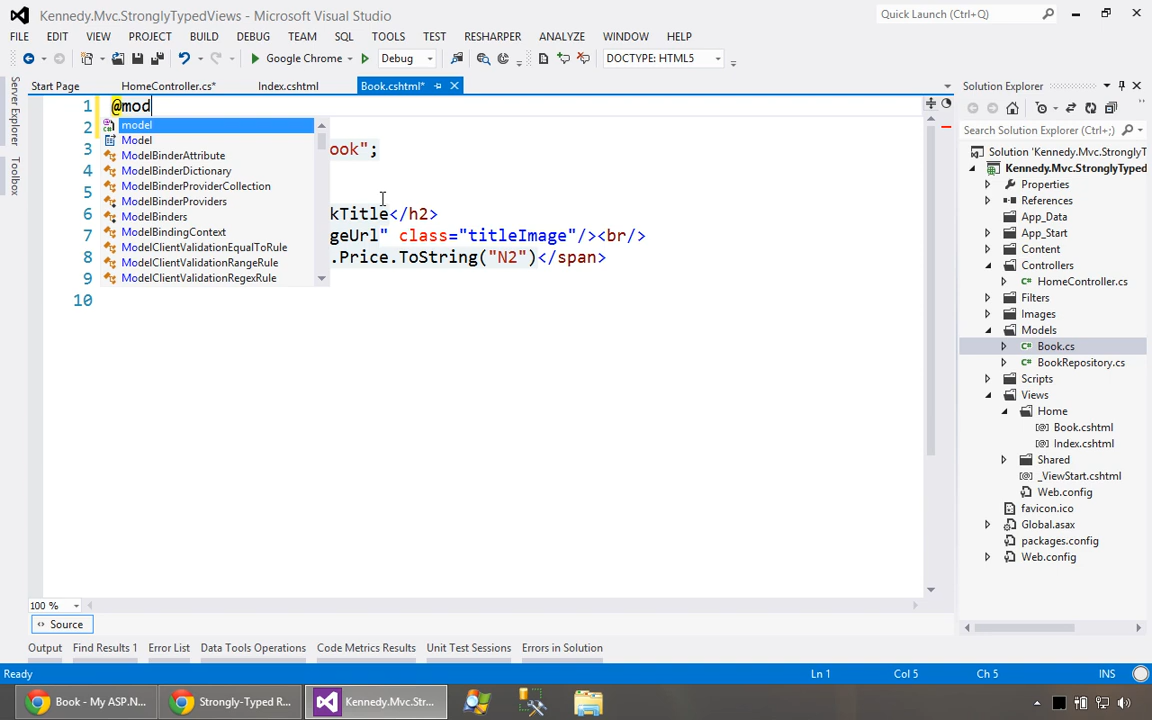 Kennedy.Mvc.StronglyTypedViews - Microsoft Visual Studio
Quick Launch (Ctrl+Q)
FILE EDIT VIEW PROJECT BUILD DEBUG TEAM SQL TOOLS TEST RESHARPER ANALYZE WINDOW HELP
Google Chrome Debug DOCTYPE: HTML5
Server Explorer
Toolbox
Start Page HomeController.cs* Index.cshtml Book.cshtml*
1 @mod
2
3 ook";
4
5
6 kTitle</h2>
7 geUrl" class="titleImage"/><br/>
8 .Price.ToString("N2")</span>
9
10
model
Model
ModelBinderAttribute
ModelBinderDictionary
ModelBinderProviderCollection
ModelBinderProviders
ModelBinders
ModelBindingContext
ModelClientValidationEqualToRule
ModelClientValidationRangeRule
ModelClientValidationRegexRule
Solution Explorer
Search Solution Explorer (Ctrl+;)
Solution 'Kennedy.Mvc.StronglyT
Kennedy.Mvc.StronglyTyped
Properties
References
App_Data
App_Start
Content
Controllers
HomeController.cs
Filters
Images
Models
Book.cs
BookRepository.cs
Scripts
Views
Home
Book.cshtml
Index.cshtml
Shared
_ViewStart.cshtml
Web.config
favicon.ico
Global.asax
packages.config
Web.config
100 %
Source
Output Find Results 1 Error List Data Tools Operations Code Metrics Results Unit Test Sessions Errors in Solution
Ready Ln 1 Col 5 Ch 5 INS
Book - My ASP.N... Strongly-Typed R... Kennedy.Mvc.Str...